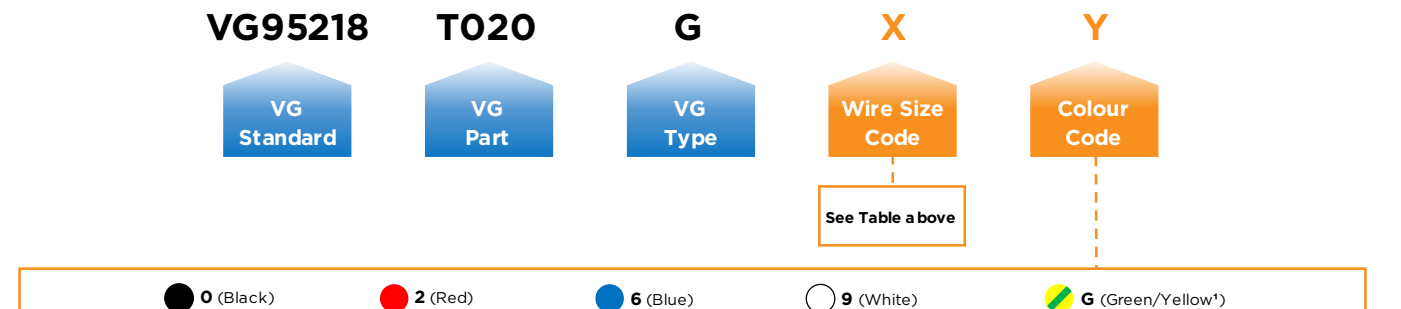 VG95218 T020 G X Y
VG Standard
VG Part
VG Type
Wire Size Code
Colour Code
See Table above
0 (Black) 2 (Red) 6 (Blue) 9 (White) G (Green/Yellow¹)